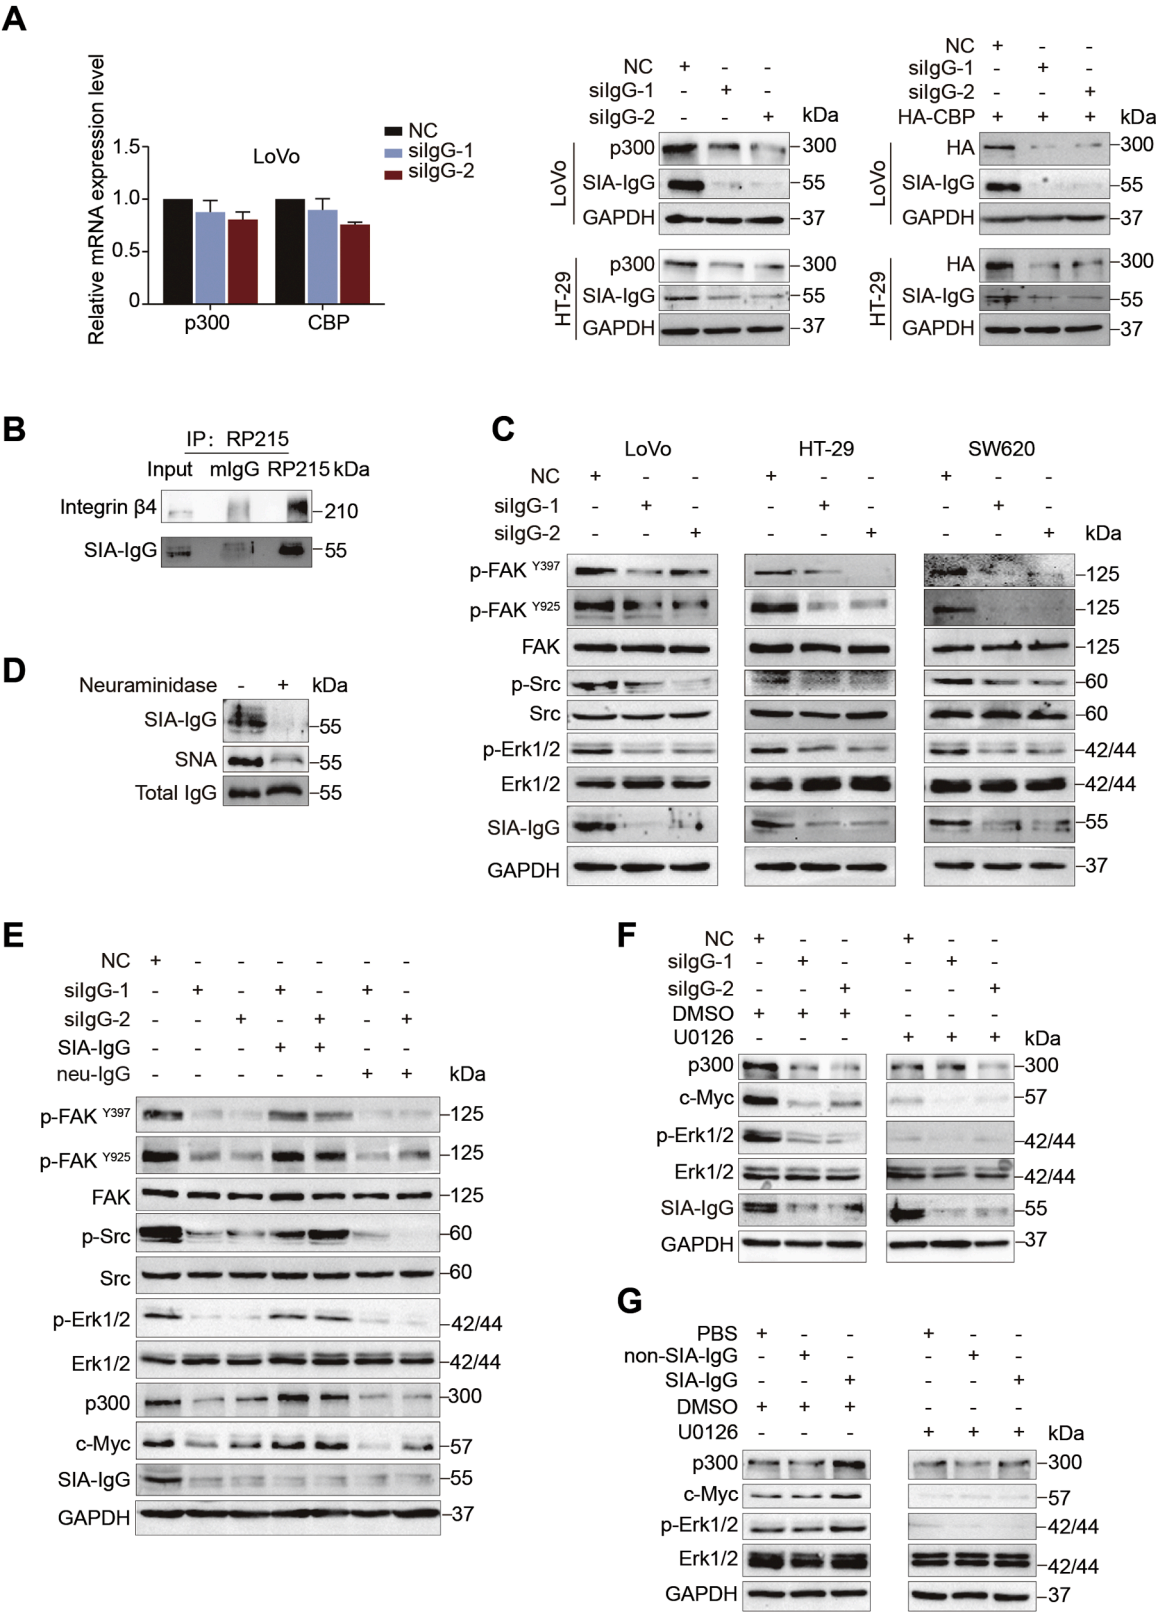 A
Relative mRNA expression level
1.5
1.0
0.5
0
LoVo
NC
siIgG-1
siIgG-2
p300 CBP
NC + - -
siIgG-1 - + -
siIgG-2 - - + kDa
LoVo
p300 300
SIA-IgG 55
GAPDH 37
HT-29
p300 300
SIA-IgG 55
GAPDH 37
NC + - -
siIgG-1 - + -
siIgG-2 - - +
HA-CBP + + + kDa
LoVo
HA 300
SIA-IgG 55
GAPDH 37
HT-29
HA 300
SIA-IgG 55
GAPDH 37
B
IP: RP215
Input mIgG RP215 kDa
Integrin β4 210
SIA-IgG 55
C
LoVo HT-29 SW620
NC + - - + - - + - -
siIgG-1 - + - - + - - + -
siIgG-2 - - + - - + - - + kDa
p-FAK Y397 125
p-FAK Y925 125
FAK 125
p-Src 60
Src 60
p-Erk1/2 42/44
Erk1/2 42/44
SIA-IgG 55
GAPDH 37
D
Neuraminidase - + kDa
SIA-IgG 55
SNA 55
Total IgG 55
E
NC + - - - - - -
siIgG-1 - + - + - + -
siIgG-2 - - + - + - +
SIA-IgG - - - + + - -
neu-IgG - - - - - + + kDa
p-FAK Y397 125
p-FAK Y925 125
FAK 125
p-Src 60
Src 60
p-Erk1/2 42/44
Erk1/2 42/44
p300 300
c-Myc 57
SIA-IgG 55
GAPDH 37
F
NC + - - + - -
siIgG-1 - + - - + -
siIgG-2 - - + - - +
DMSO + + + - - -
U0126 - - - + + + kDa
p300 300
c-Myc 57
p-Erk1/2 42/44
Erk1/2 42/44
SIA-IgG 55
GAPDH 37
G
PBS + - - + - -
non-SIA-IgG - + - - + -
SIA-IgG - - + - - +
DMSO + + + - - -
U0126 - - - + + + kDa
p300 300
c-Myc 57
p-Erk1/2 42/44
Erk1/2 42/44
GAPDH 37